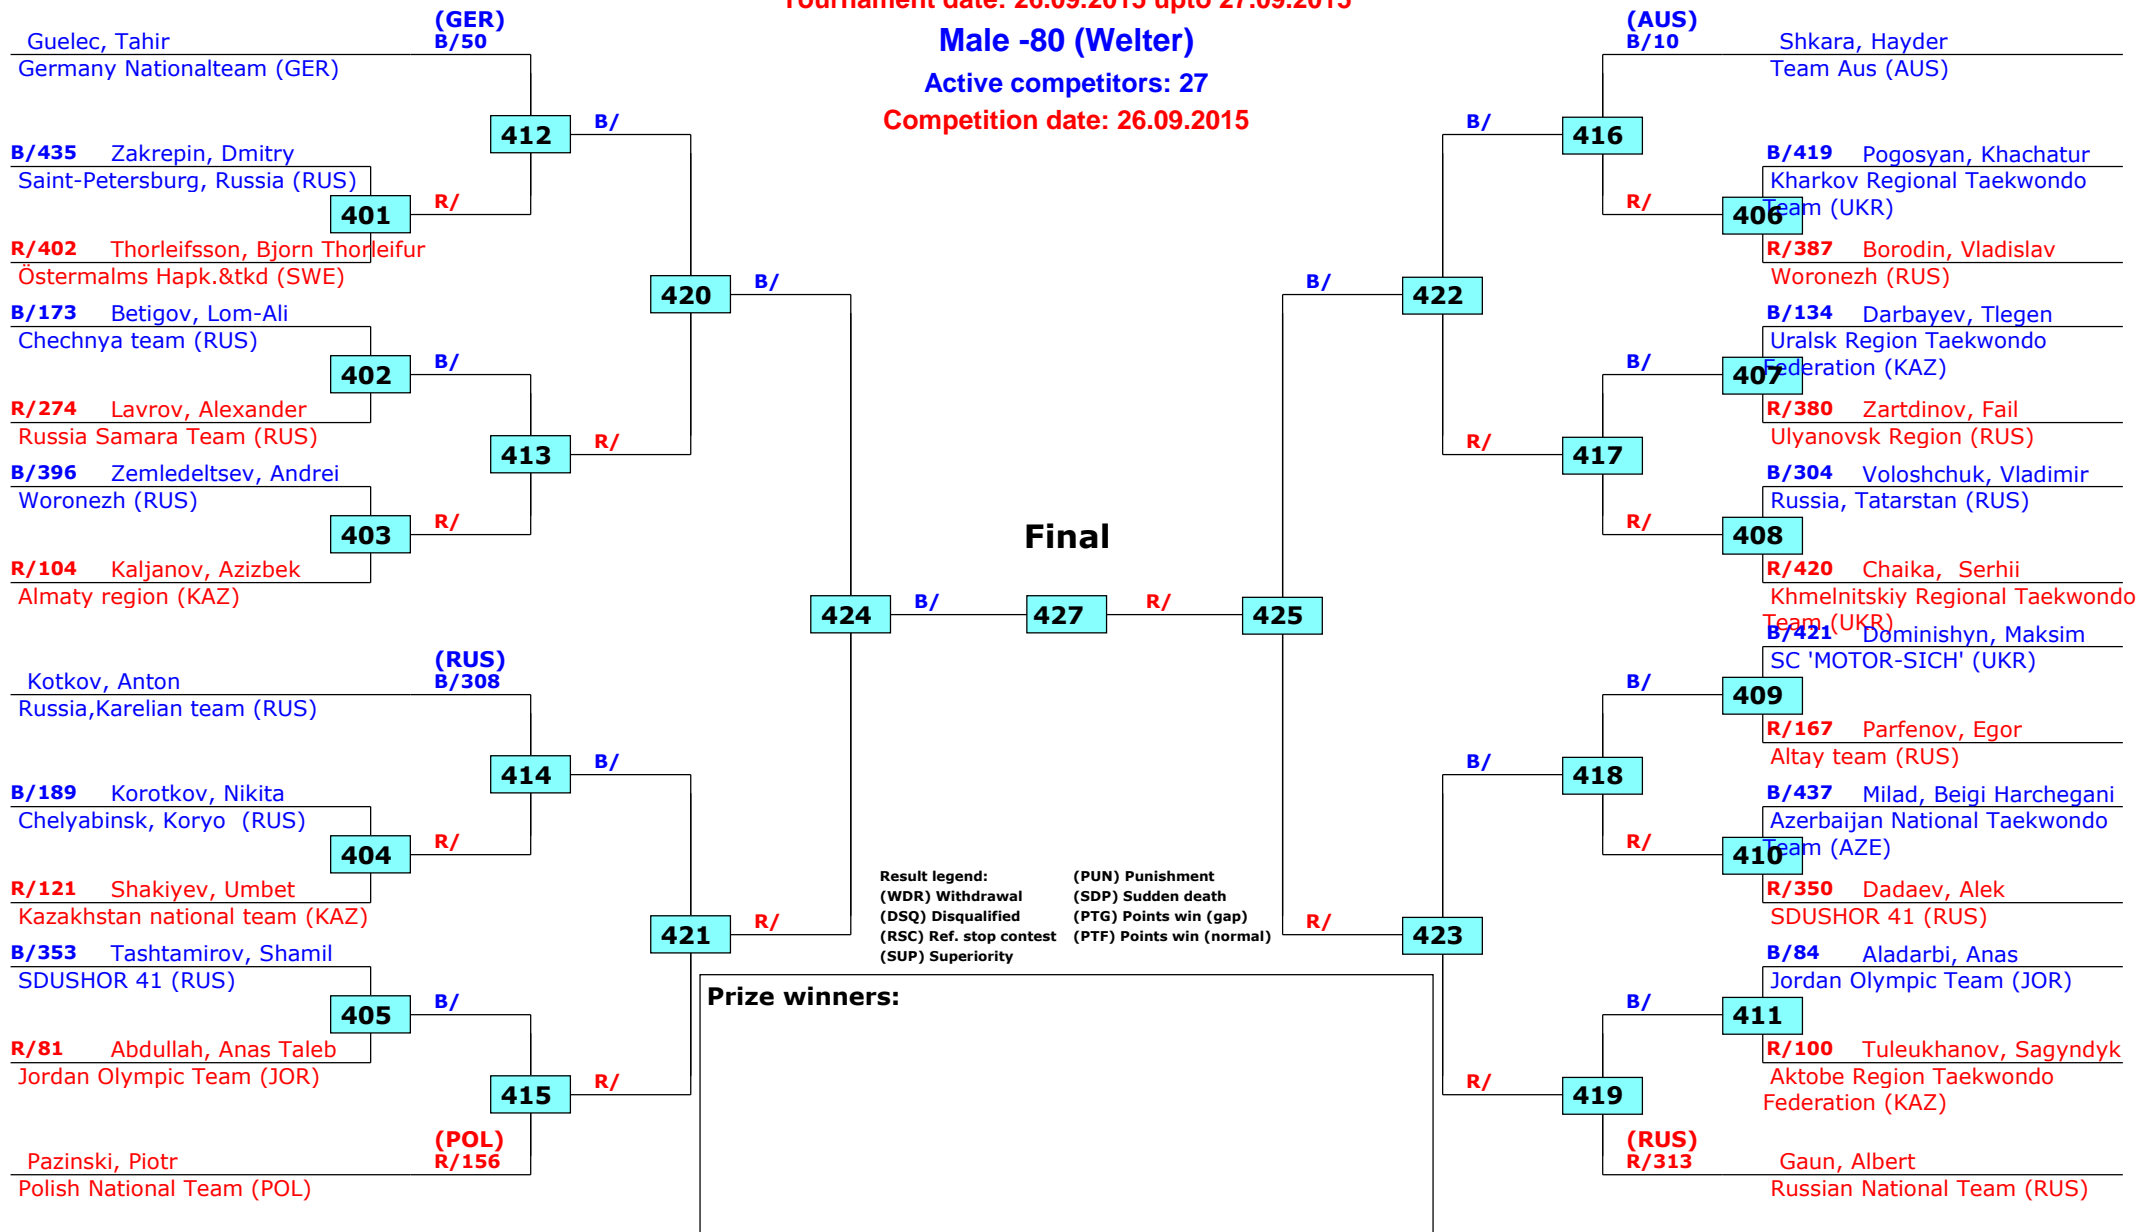 Tournament date: 26.09.2015 upto 27.09.2015
Male -80 (Welter)
Active competitors: 27
Competition date: 26.09.2015
(GER)
Guelec, Tahir B/50
Germany Nationalteam (GER)
412
B/
B/435 Zakrepin, Dmitry
Saint-Petersburg, Russia (RUS)
401
R/
R/402 Thorleifsson, Bjorn Thorleifur
Östermalms Hapk.&tkd (SWE)
420
B/
B/173 Betigov, Lom-Ali
Chechnya team (RUS)
402
B/
R/274 Lavrov, Alexander
Russia Samara Team (RUS)
413
R/
B/396 Zemledeltsev, Andrei
Woronezh (RUS)
403
R/
R/104 Kaljanov, Azizbek
Almaty region (KAZ)
424
B/
(RUS)
Kotkov, Anton B/308
Russia,Karelian team (RUS)
414
B/
B/189 Korotkov, Nikita
Chelyabinsk, Koryo (RUS)
404
R/
R/121 Shakiyev, Umbet
Kazakhstan national team (KAZ)
421
R/
B/353 Tashtamirov, Shamil
SDUSHOR 41 (RUS)
405
B/
R/81 Abdullah, Anas Taleb
Jordan Olympic Team (JOR)
415
R/
(POL)
Pazinski, Piotr R/156
Polish National Team (POL)
Final
427
R/
425
(AUS)
B/10 Shkara, Hayder
Team Aus (AUS)
B/
416
B/419 Pogosyan, Khachatur
Kharkov Regional Taekwondo
Team (UKR)
R/
406
R/387 Borodin, Vladislav
Woronezh (RUS)
B/
422
B/134 Darbayev, Tlegen
Uralsk Region Taekwondo
Federation (KAZ)
B/
407
R/380 Zartdinov, Fail
Ulyanovsk Region (RUS)
R/
417
B/304 Voloshchuk, Vladimir
Russia, Tatarstan (RUS)
R/
408
R/420 Chaika, Serhii
Khmelnitskiy Regional Taekwondo
Team (UKR)
B/421 Dominishyn, Maksim
SC 'MOTOR-SICH' (UKR)
B/
409
R/167 Parfenov, Egor
Altay team (RUS)
B/
418
B/437 Milad, Beigi Harchegani
Azerbaijan National Taekwondo
Team (AZE)
R/
410
R/350 Dadaev, Alek
SDUSHOR 41 (RUS)
R/
423
B/84 Aladarbi, Anas
Jordan Olympic Team (JOR)
B/
411
R/100 Tuleukhanov, Sagyndyk
Aktobe Region Taekwondo
Federation (KAZ)
R/
419
(RUS)
R/313 Gaun, Albert
Russian National Team (RUS)
Result legend: (PUN) Punishment
(WDR) Withdrawal (SDP) Sudden death
(DSQ) Disqualified (PTG) Points win (gap)
(RSC) Ref. stop contest (PTF) Points win (normal)
(SUP) Superiority
Prize winners: